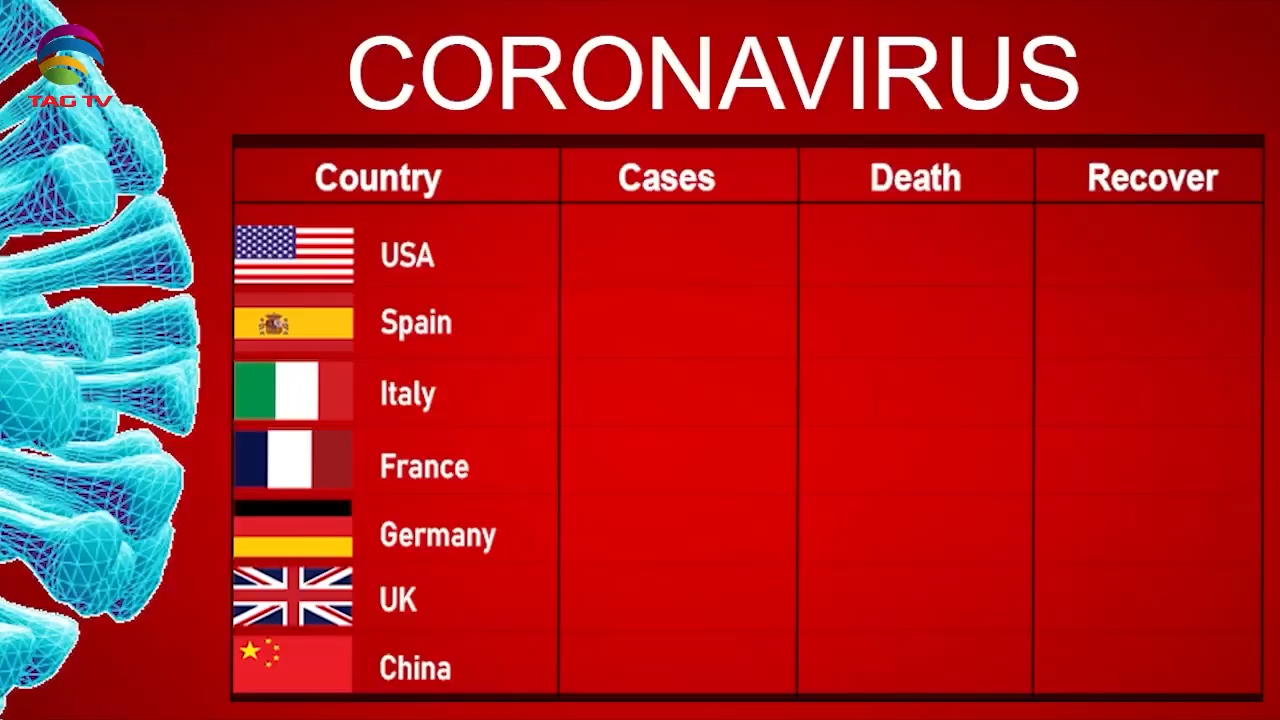 TAG TV
CORONAVIRUS
Country Cases Death Recover
USA
Spain
Italy
France
Germany
UK
China